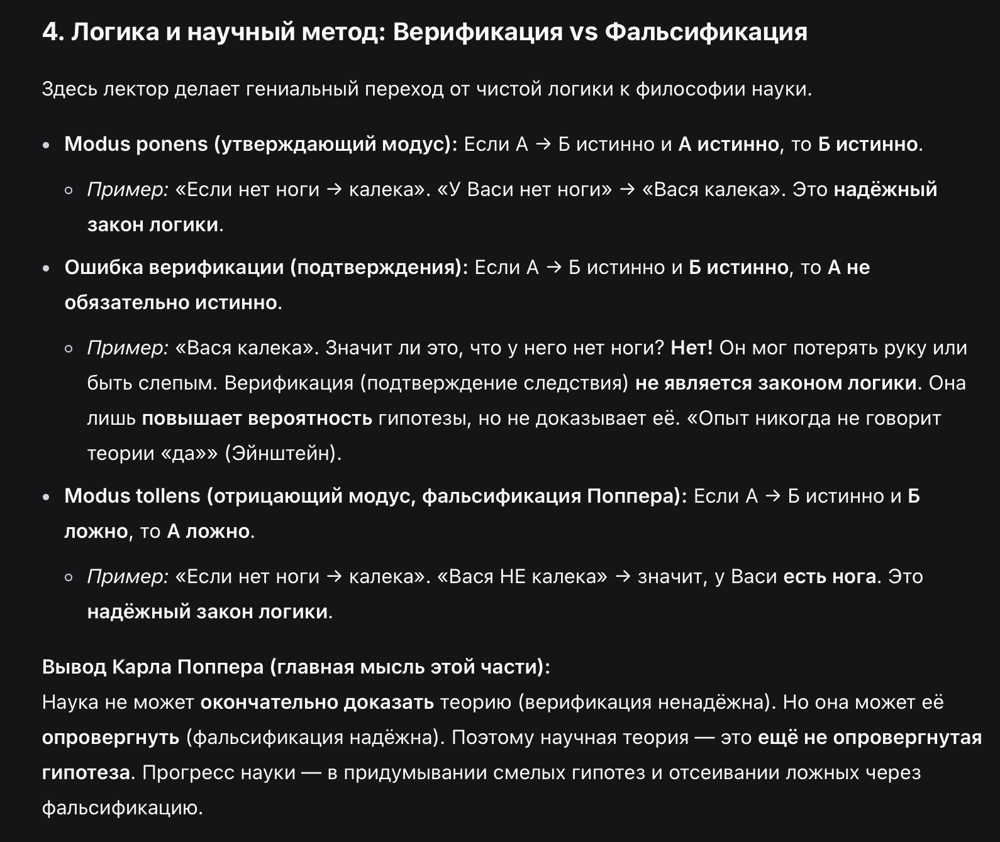 4. Логика и научный метод: Верификация vs Фальсификация
Здесь лектор делает гениальный переход от чистой логики к философии науки.
• Modus ponens (утверждающий модус): Если А → Б истинно и А истинно, то Б истинно.
◦ Пример: «Если нет ноги → калека». «У Васи нет ноги» → «Вася калека». Это надёжный
закон логики.
• Ошибка верификации (подтверждения): Если А → Б истинно и Б истинно, то А не
обязательно истинно.
◦ Пример: «Вася калека». Значит ли это, что у него нет ноги? Нет! Он мог потерять руку или
быть слепым. Верификация (подтверждение следствия) не является законом логики. Она
лишь повышает вероятность гипотезы, но не доказывает её. «Опыт никогда не говорит
теории «да»» (Эйнштейн).
• Modus tollens (отрицающий модус, фальсификация Поппера): Если А → Б истинно и Б
ложно, то А ложно.
◦ Пример: «Если нет ноги → калека». «Вася НЕ калека» → значит, у Васи есть нога. Это
надёжный закон логики.
Вывод Карла Поппера (главная мысль этой части):
Наука не может окончательно доказать теорию (верификация ненадёжна). Но она может её
опровергнуть (фальсификация надёжна). Поэтому научная теория — это ещё не опровергнутая
гипотеза. Прогресс науки — в придумывании смелых гипотез и отсеивании ложных через
фальсификацию.